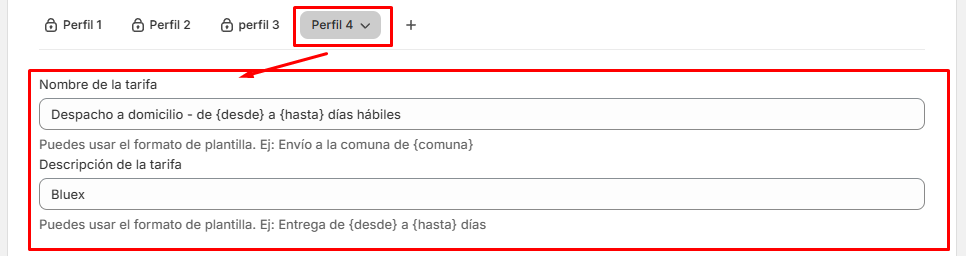 Perfil 1 Perfil 2 perfil 3 Perfil 4 +
Nombre de la tarifa
Despacho a domicilio - de {desde} a {hasta} días hábiles
Puedes usar el formato de plantilla. Ej: Envío a la comuna de {comuna}
Descripción de la tarifa
Bluex
Puedes usar el formato de plantilla. Ej: Entrega de {desde} a {hasta} días